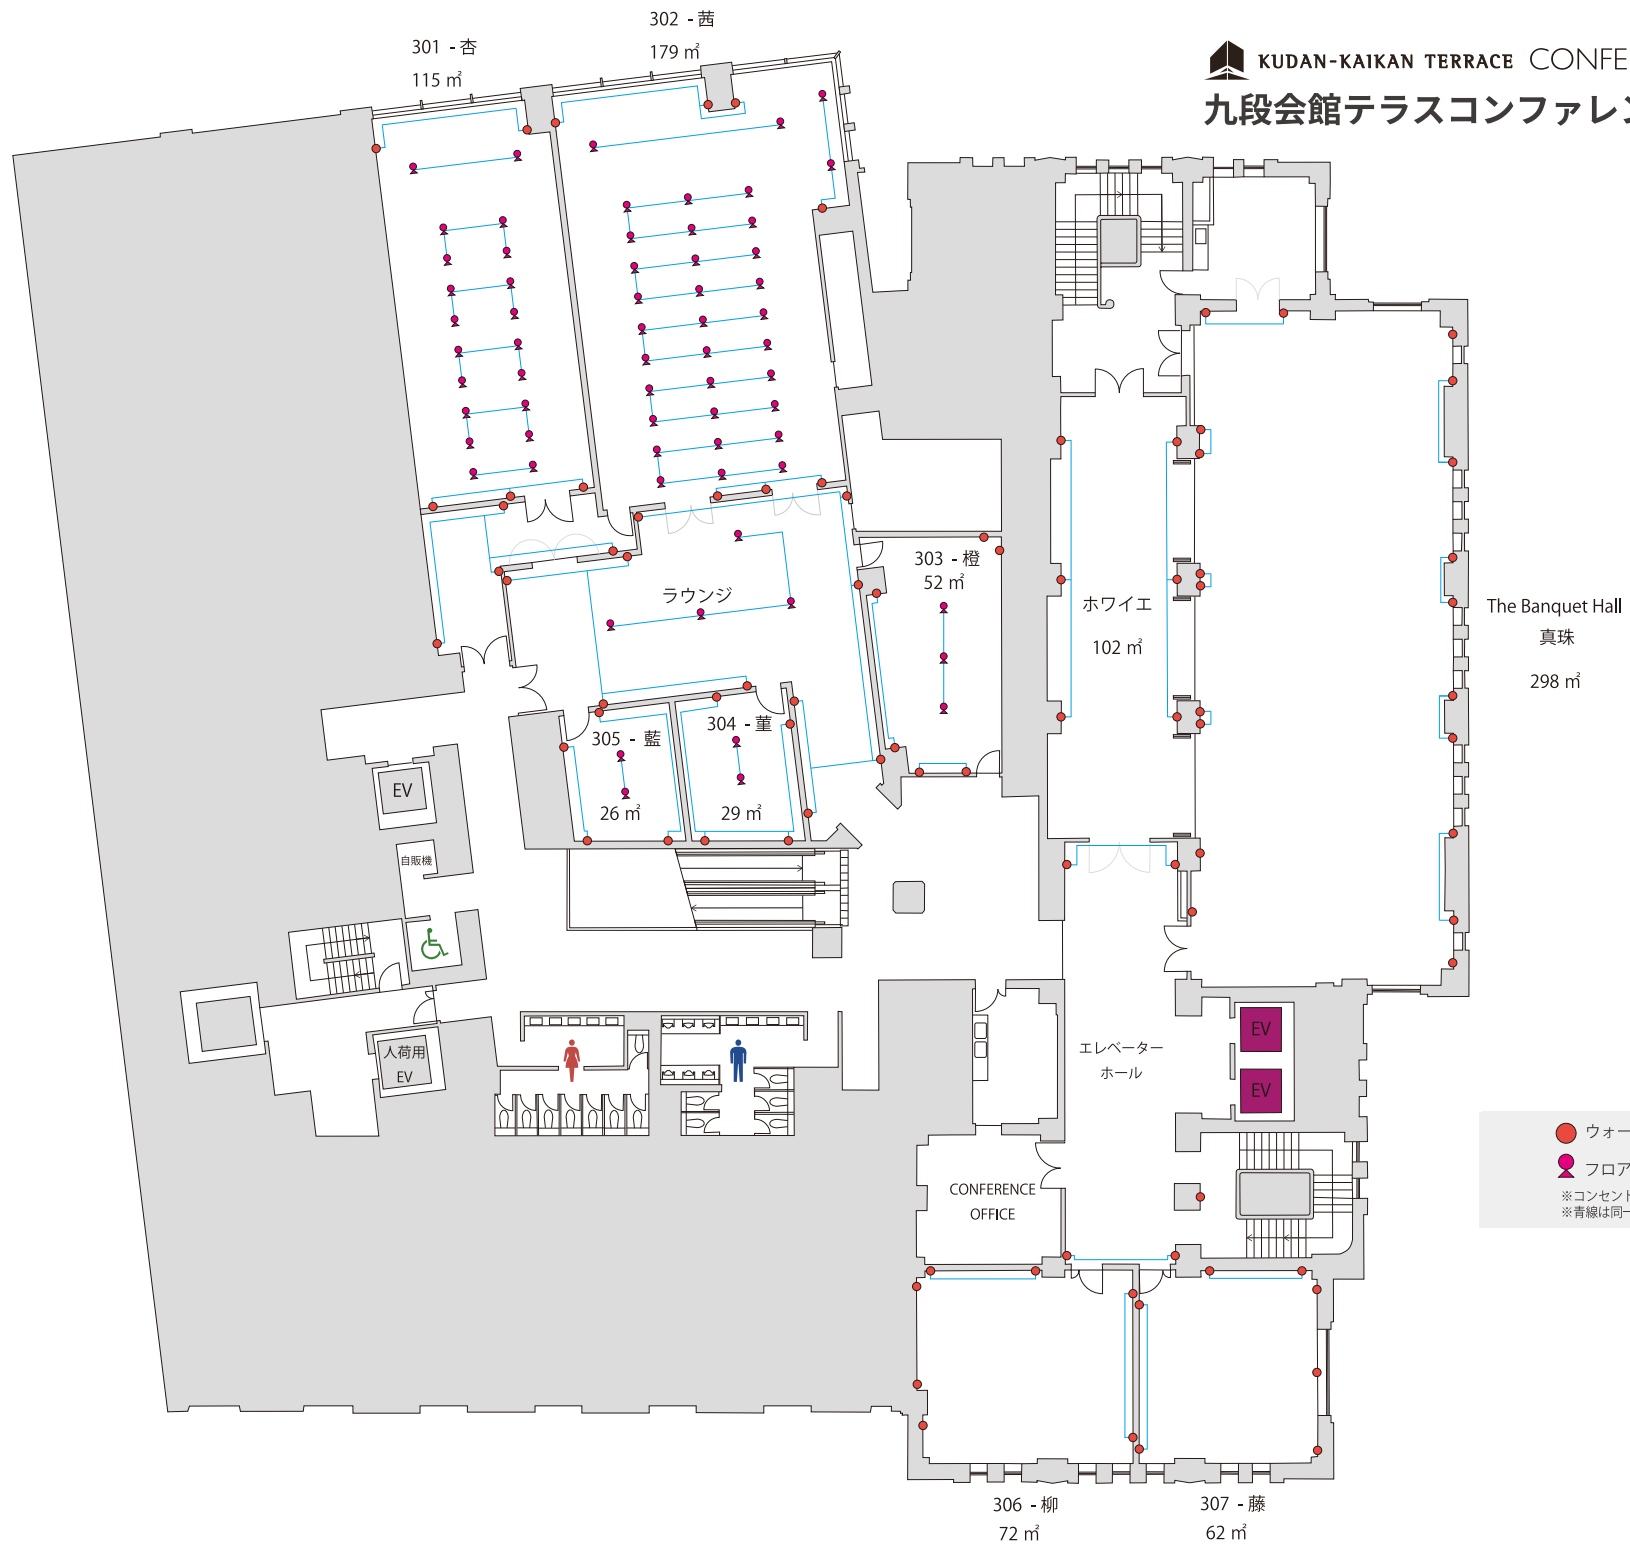 302 - 茜
179 ㎡
301 - 杏
115 ㎡
KUDAN-KAIKAN TERRACE CONFE
九段会館テラスコンファレン
303 - 橙
52 ㎡
ラウンジ
ホワイエ
102 ㎡
The Banquet Hall
真珠
298 ㎡
304 - 菫
29 ㎡
305 - 藍
26 ㎡
EV
自販機
人荷用
EV
エレベーター
ホール
EV
EV
CONFERENCE
OFFICE
ウォー
フロア
※コンセント
※青線は同一
306 - 柳
72 ㎡
307 - 藤
62 ㎡